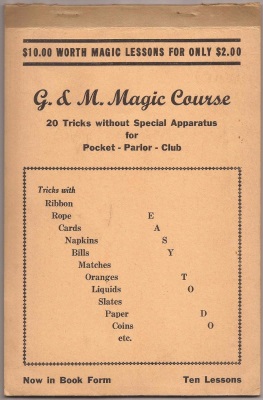 $10.00 WORTH MAGIC LESSONS FOR ONLY $2.00
G. & M. Magic Course
20 Tricks without Special Apparatus
for
Pocket - Parlor - Club
Tricks with
Ribbon
Rope E
Cards A
Napkins S
Bills Y
Matches
Oranges T
Liquids O
Slates
Paper D
Coins O
etc.
Now in Book Form Ten Lessons